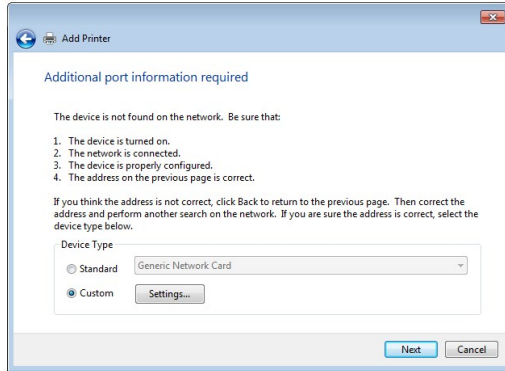 Add Printer
Additional port information required
The device is not found on the network. Be sure that:
1. The device is turned on.
2. The network is connected.
3. The device is properly configured.
4. The address on the previous page is correct.
If you think the address is not correct, click Back to return to the previous page. Then correct the
address and perform another search on the network. If you are sure the address is correct, select the
device type below.
Device Type
Standard Generic Network Card
Custom Settings...
Next Cancel